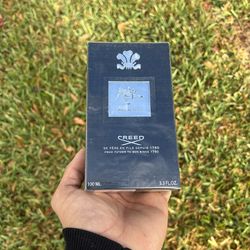 CREED
DE PÈRE EN FILS DEPUIS 1760
FROM FATHER TO SON SINCE 1760
100 ML
3.3 FL.OZ.